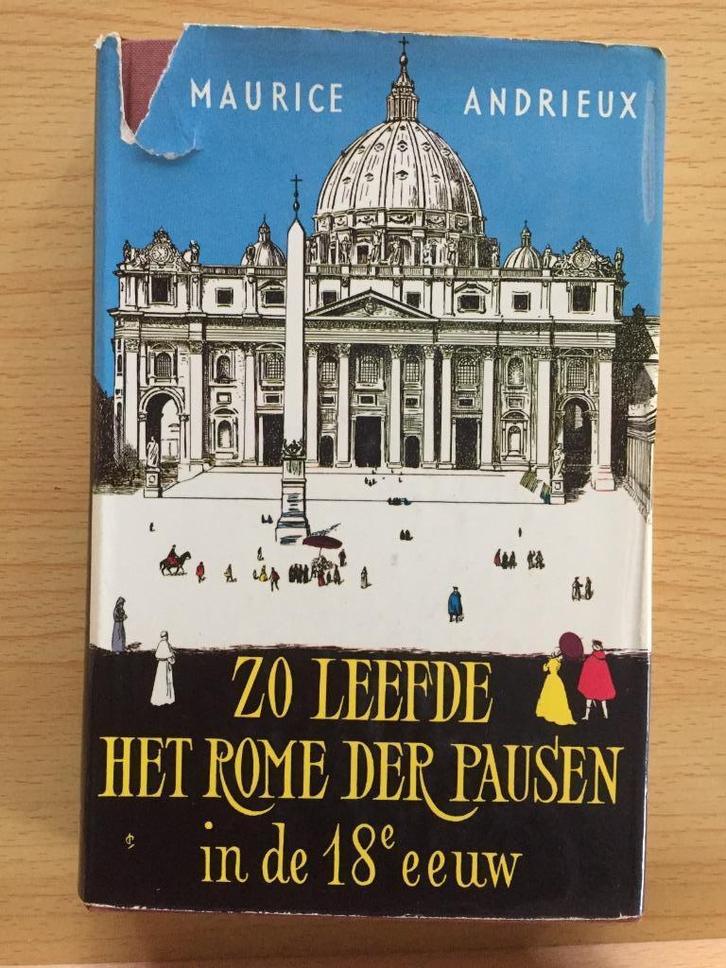 MAURICE ANDRIEUX
ZO LEEFDE
HET ROME DER PAUSEN
in de 18e eeuw